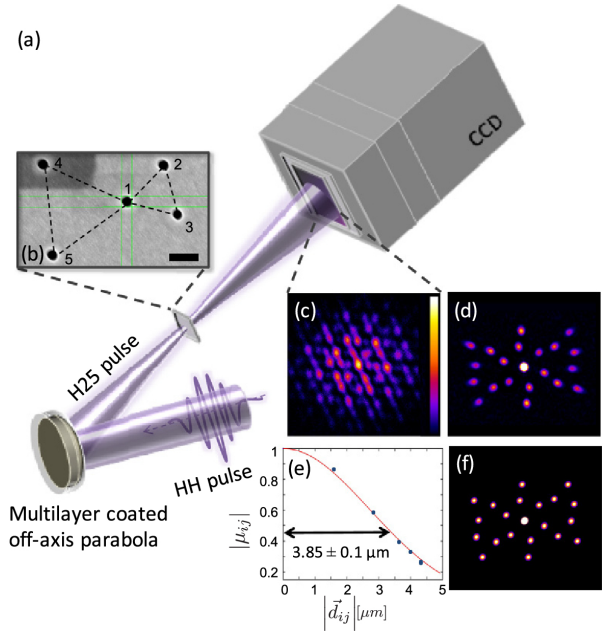 (a)
CCD
4
2
1
3
(b)
5
H25 pulse
HH pulse
Multilayer coated
off-axis parabola
(c)
(d)
(e)
1.0
0.8
0.6
0.4
0.2
|μij|
3.85 ± 0.1 μm
0 1 2 3 4 5
|d⃗ij| [μm]
(f)